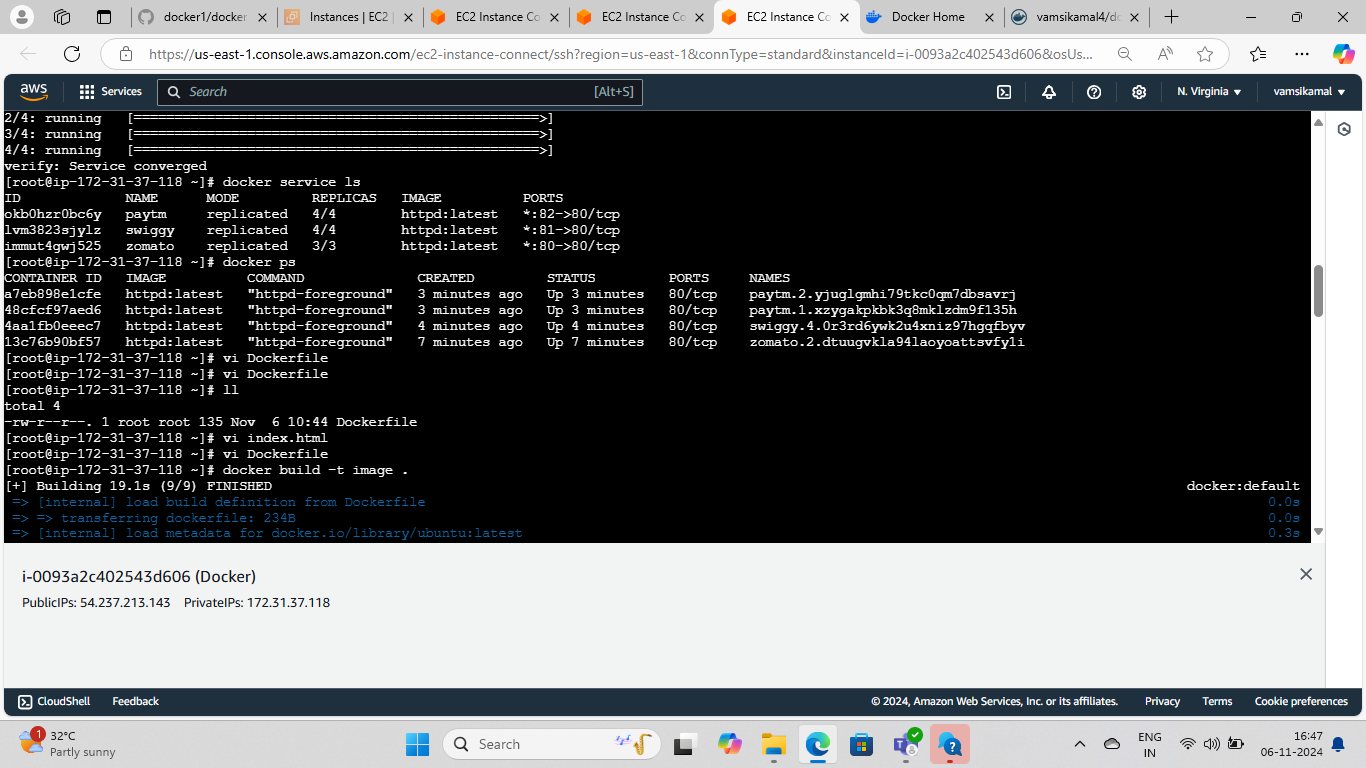 docker1/docker
Instances | EC2 |
EC2 Instance Co
EC2 Instance Co
EC2 Instance Co
Docker Home
vamsikamal4/do
https://us-east-1.console.aws.amazon.com/ec2-instance-connect/ssh?region=us-east-1&connType=standard&instanceId=i-0093a2c402543d606&osUs...
aws Services Search [Alt+S] N. Virginia vamsikamal
2/4: running   [==================================================>]
3/4: running   [==================================================>]
4/4: running   [==================================================>]
verify: Service converged
[root@ip-172-31-37-118 ~]# docker service ls
ID             NAME      MODE         REPLICAS   IMAGE          PORTS
okb0hzr0bc6y   paytm     replicated   4/4        httpd:latest   *:82->80/tcp
lvm3823sjylz   swiggy    replicated   4/4        httpd:latest   *:81->80/tcp
immut4gwj525   zomato    replicated   3/3        httpd:latest   *:80->80/tcp
[root@ip-172-31-37-118 ~]# docker ps
CONTAINER ID   IMAGE          COMMAND              CREATED         STATUS         PORTS     NAMES
a7eb898e1cfe   httpd:latest   "httpd-foreground"   3 minutes ago   Up 3 minutes   80/tcp    paytm.2.yjuglgmhi79tkc0qm7dbsavrj
48cfcf97aed6   httpd:latest   "httpd-foreground"   3 minutes ago   Up 3 minutes   80/tcp    paytm.1.xzygakpkbk3q8mklzdm9f135h
4aa1fb0eeec7   httpd:latest   "httpd-foreground"   4 minutes ago   Up 4 minutes   80/tcp    swiggy.4.0r3rd6ywk2u4xniz97hgqfbyv
13c76b90bf57   httpd:latest   "httpd-foreground"   7 minutes ago   Up 7 minutes   80/tcp    zomato.2.dtuugvkla94laoyoattsvfy1i
[root@ip-172-31-37-118 ~]# vi Dockerfile
[root@ip-172-31-37-118 ~]# vi Dockerfile
[root@ip-172-31-37-118 ~]# ll
total 4
-rw-r--r--. 1 root root 135 Nov  6 10:44 Dockerfile
[root@ip-172-31-37-118 ~]# vi index.html
[root@ip-172-31-37-118 ~]# vi Dockerfile
[root@ip-172-31-37-118 ~]# docker build -t image .
[+] Building 19.1s (9/9) FINISHED docker:default
=> [internal] load build definition from Dockerfile 0.0s
=> => transferring dockerfile: 234B 0.0s
=> [internal] load metadata for docker.io/library/ubuntu:latest 0.3s
i-0093a2c402543d606 (Docker)
PublicIPs: 54.237.213.143 PrivateIPs: 172.31.37.118
CloudShell Feedback © 2024, Amazon Web Services, Inc. or its affiliates. Privacy Terms Cookie preferences
1
32°C
Partly sunny
Search
ENG
IN
16:47
06-11-2024